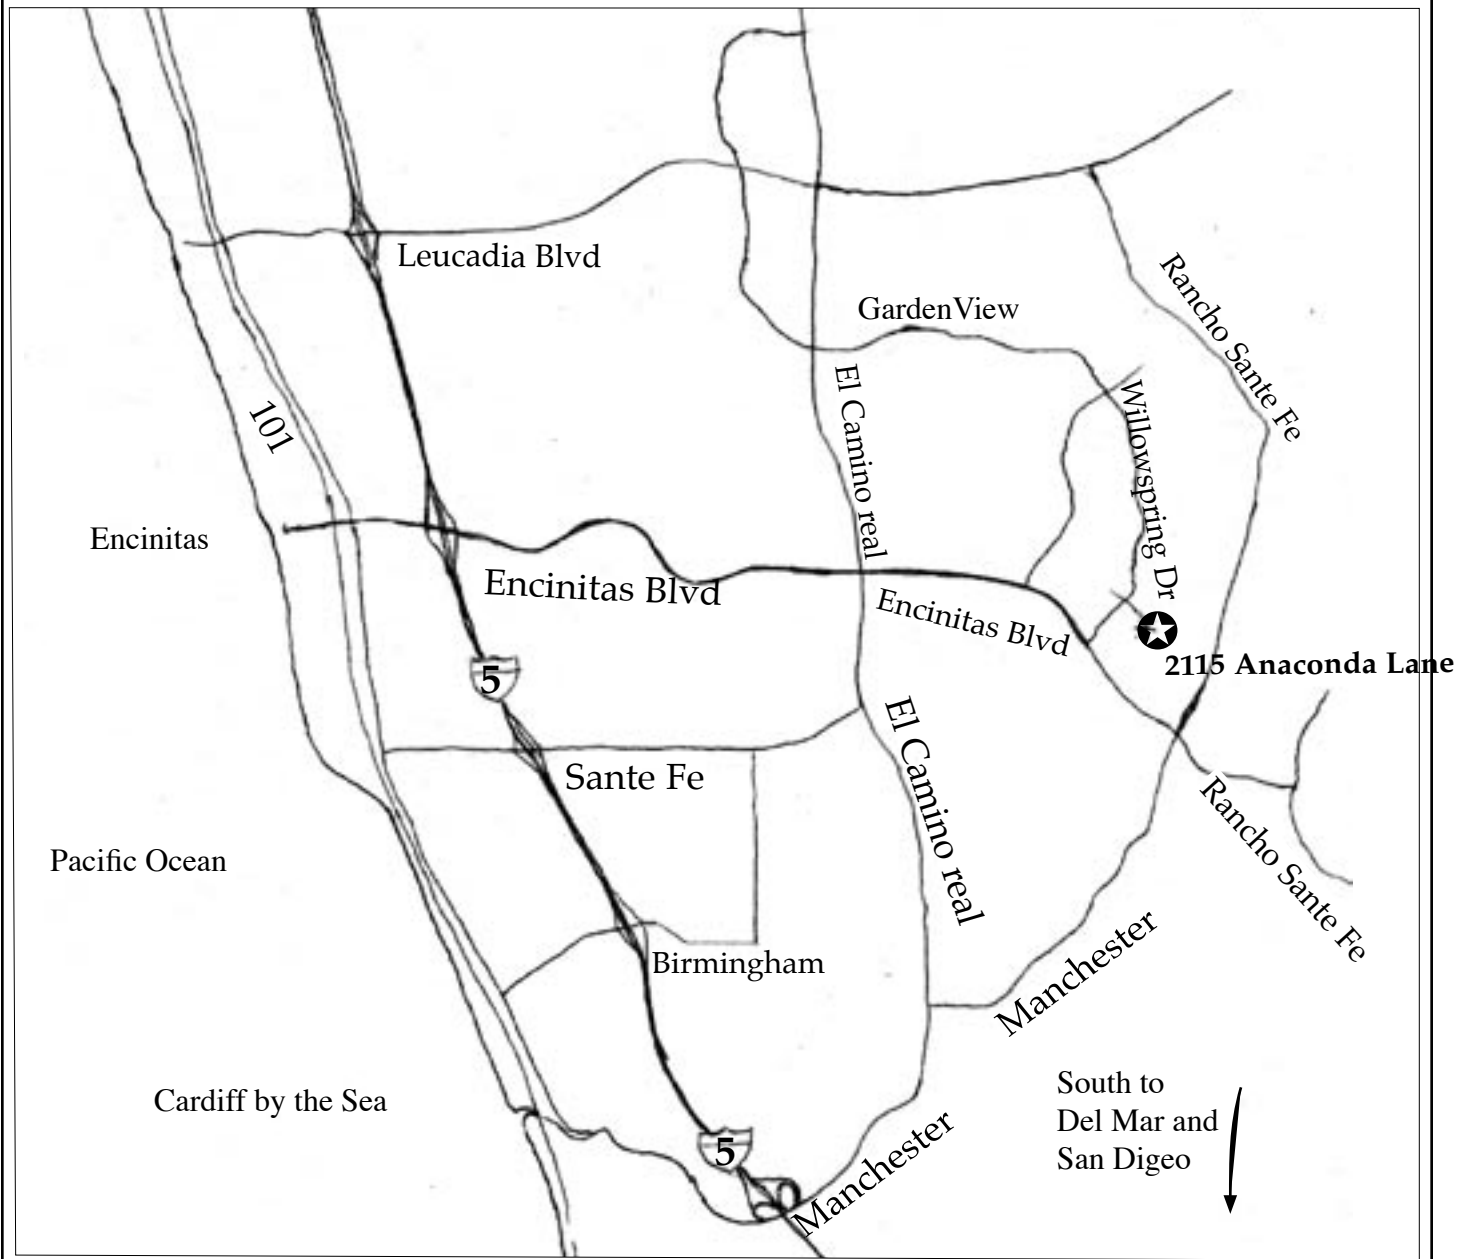 Leucadia Blvd
Rancho Sante Fe
GardenView
El Camino real
Willowspring Dr
101
Encinitas
Encinitas Blvd
Encinitas Blvd
2115 Anaconda Lane
5
Sante Fe
El Camino real
Rancho Sante Fe
Pacific Ocean
Birmingham
Manchester
Cardiff by the Sea
South to
Del Mar and
San Digeo
5
Manchester